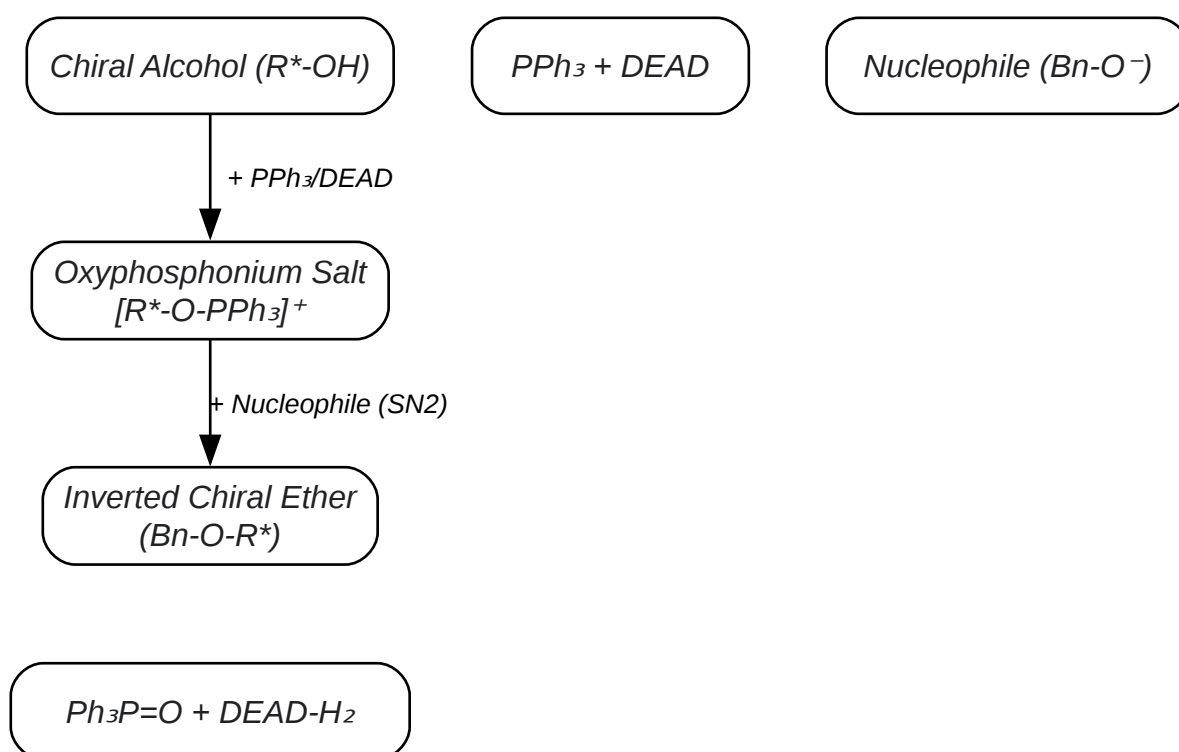 Chiral Alcohol (R*-OH)
PPh₃ + DEAD
Nucleophile (Bn-O⁻)
+ PPh₃/DEAD
Oxyphosphonium Salt
[R*-O-PPh₃]⁺
+ Nucleophile (SN2)
Inverted Chiral Ether
(Bn-O-R*)
Ph₃P=O + DEAD-H₂